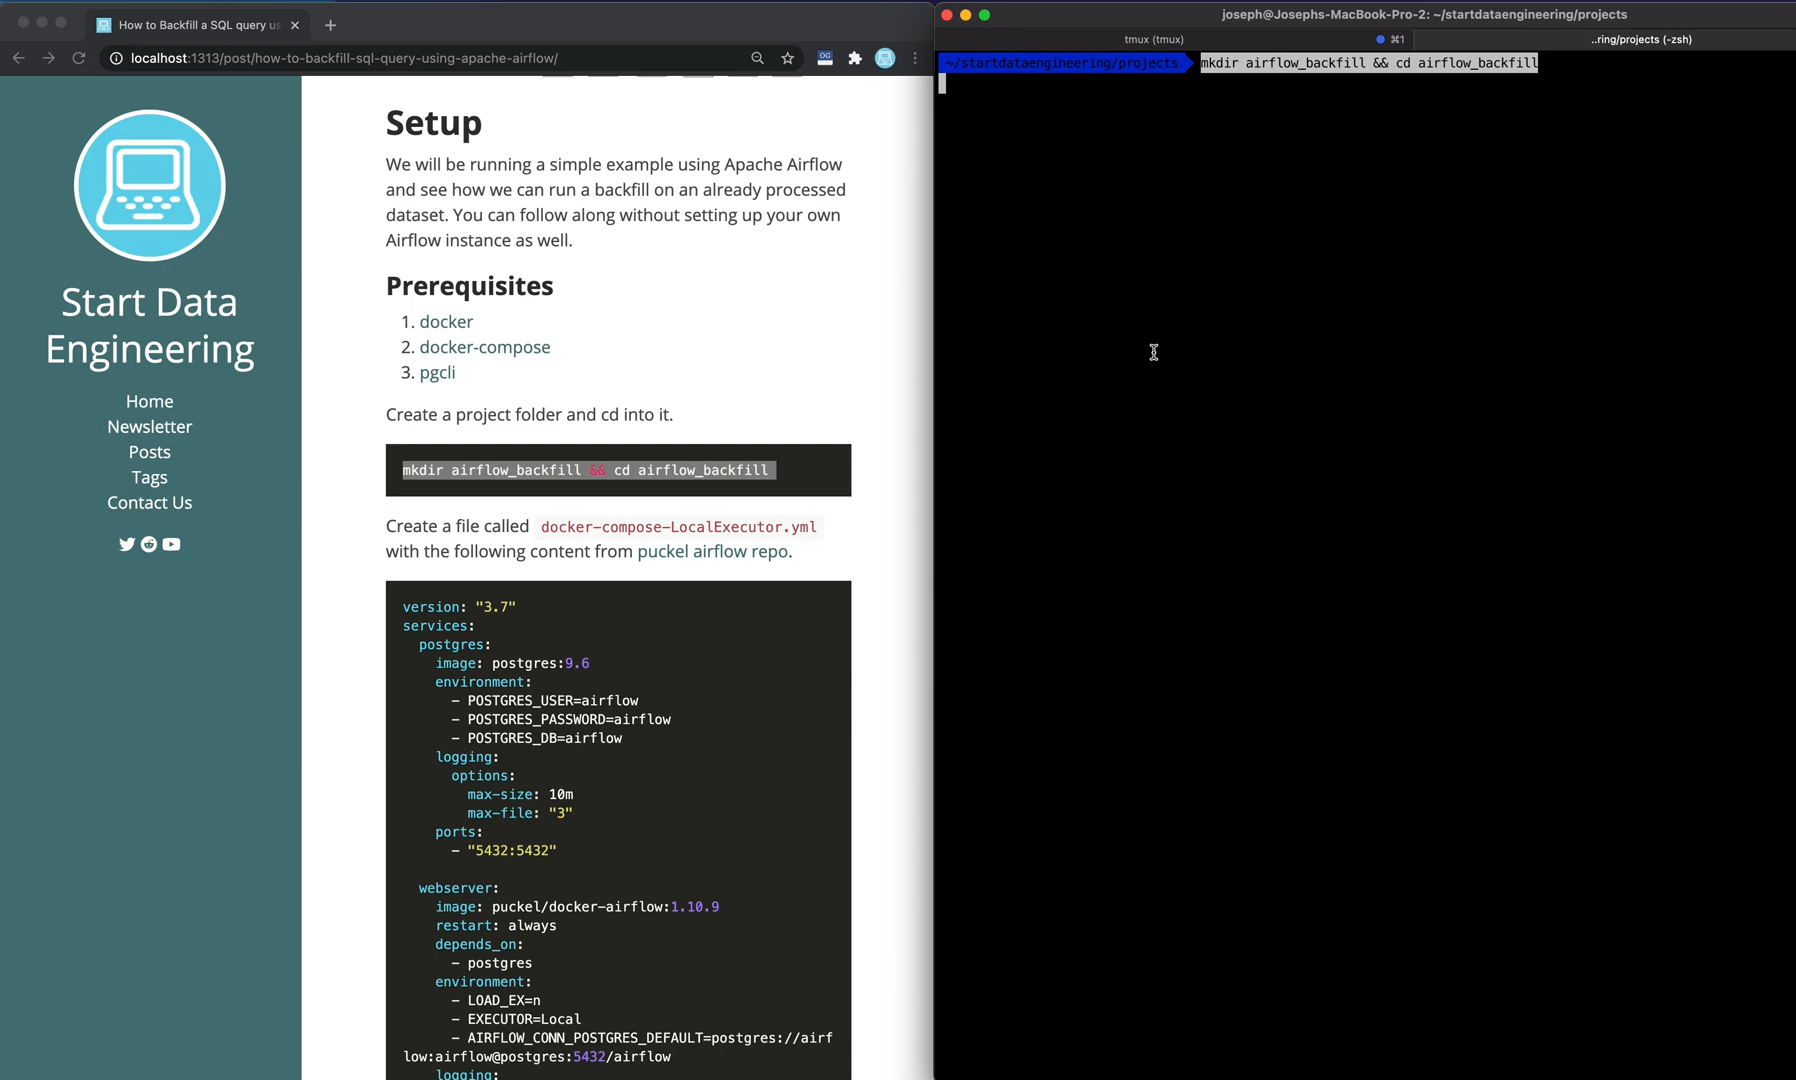 How to Backfill a SQL query us
localhost:1313/post/how-to-backfill-sql-query-using-apache-airflow/
OG
Start Data
Engineering
Home
Newsletter
Posts
Tags
Contact Us
Setup
We will be running a simple example using Apache Airflow
and see how we can run a backfill on an already processed
dataset. You can follow along without setting up your own
Airflow instance as well.
Prerequisites
1. docker
2. docker-compose
3. pgcli
Create a project folder and cd into it.
mkdir airflow_backfill && cd airflow_backfill
Create a file called docker-compose-LocalExecutor.yml
with the following content from puckel airflow repo.
version: "3.7"
services:
postgres:
image: postgres:9.6
environment:
- POSTGRES_USER=airflow
- POSTGRES_PASSWORD=airflow
- POSTGRES_DB=airflow
logging:
options:
max-size: 10m
max-file: "3"
ports:
- "5432:5432"
webserver:
image: puckel/docker-airflow:1.10.9
restart: always
depends_on:
- postgres
environment:
- LOAD_EX=n
- EXECUTOR=Local
- AIRFLOW_CONN_POSTGRES_DEFAULT=postgres://airf
low:airflow@postgres:5432/airflow
logging:
joseph@Josephs-MacBook-Pro-2: ~/startdataengineering/projects
tmux (tmux)
⌘1
..ring/projects (-zsh)
~/startdataengineering/projects mkdir airflow_backfill && cd airflow_backfill